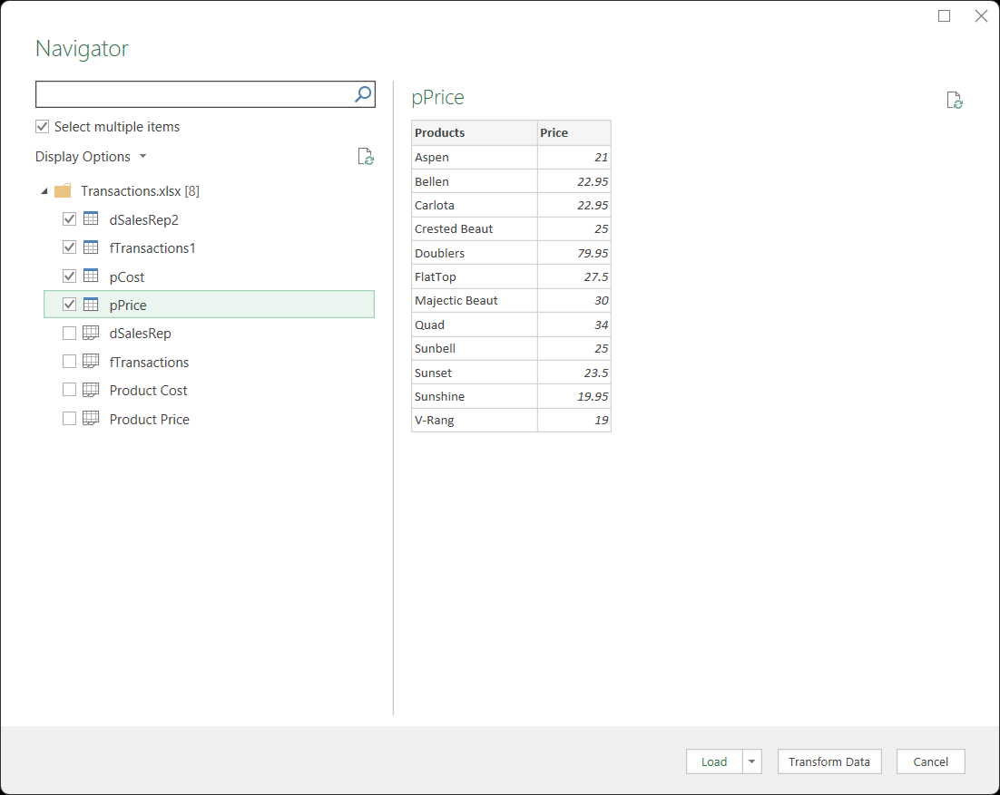 Navigator
Select multiple items
Display Options
Transactions.xlsx [8]
dSalesRep2
fTransactions1
pCost
pPrice
dSalesRep
fTransactions
Product Cost
Product Price
pPrice
Products Price
Aspen 21
Bellen 22.95
Carlota 22.95
Crested Beaut 25
Doublers 79.95
FlatTop 27.5
Majectic Beaut 30
Quad 34
Sunbell 25
Sunset 23.5
Sunshine 19.95
V-Rang 19
Load Transform Data Cancel